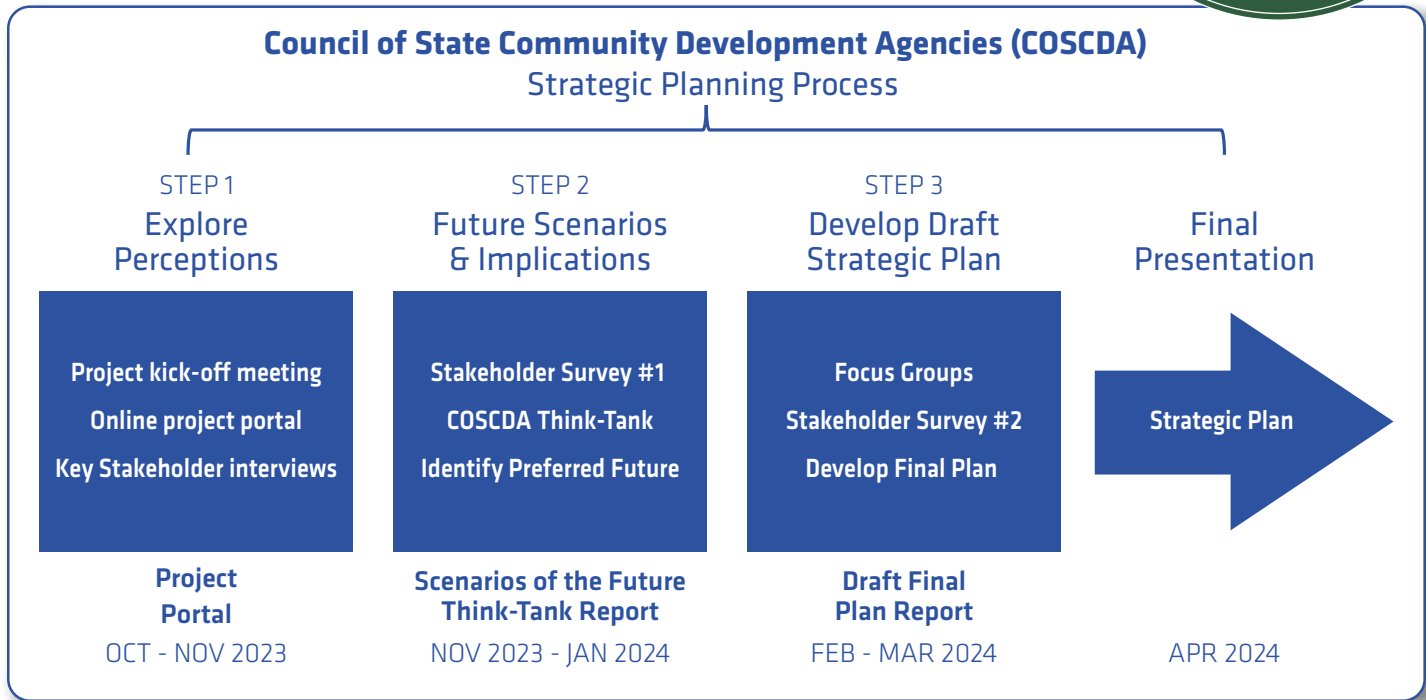 Council of State Community Development Agencies (COSCDA)
Strategic Planning Process
STEP 1
Explore
Perceptions
Project kick-off meeting
Online project portal
Key Stakeholder interviews
Project
Portal
OCT - NOV 2023
STEP 2
Future Scenarios
& Implications
Stakeholder Survey #1
COSCDA Think-Tank
Identify Preferred Future
Scenarios of the Future
Think-Tank Report
NOV 2023 - JAN 2024
STEP 3
Develop Draft
Strategic Plan
Focus Groups
Stakeholder Survey #2
Develop Final Plan
Draft Final
Plan Report
FEB - MAR 2024
Final
Presentation
Strategic Plan
APR 2024